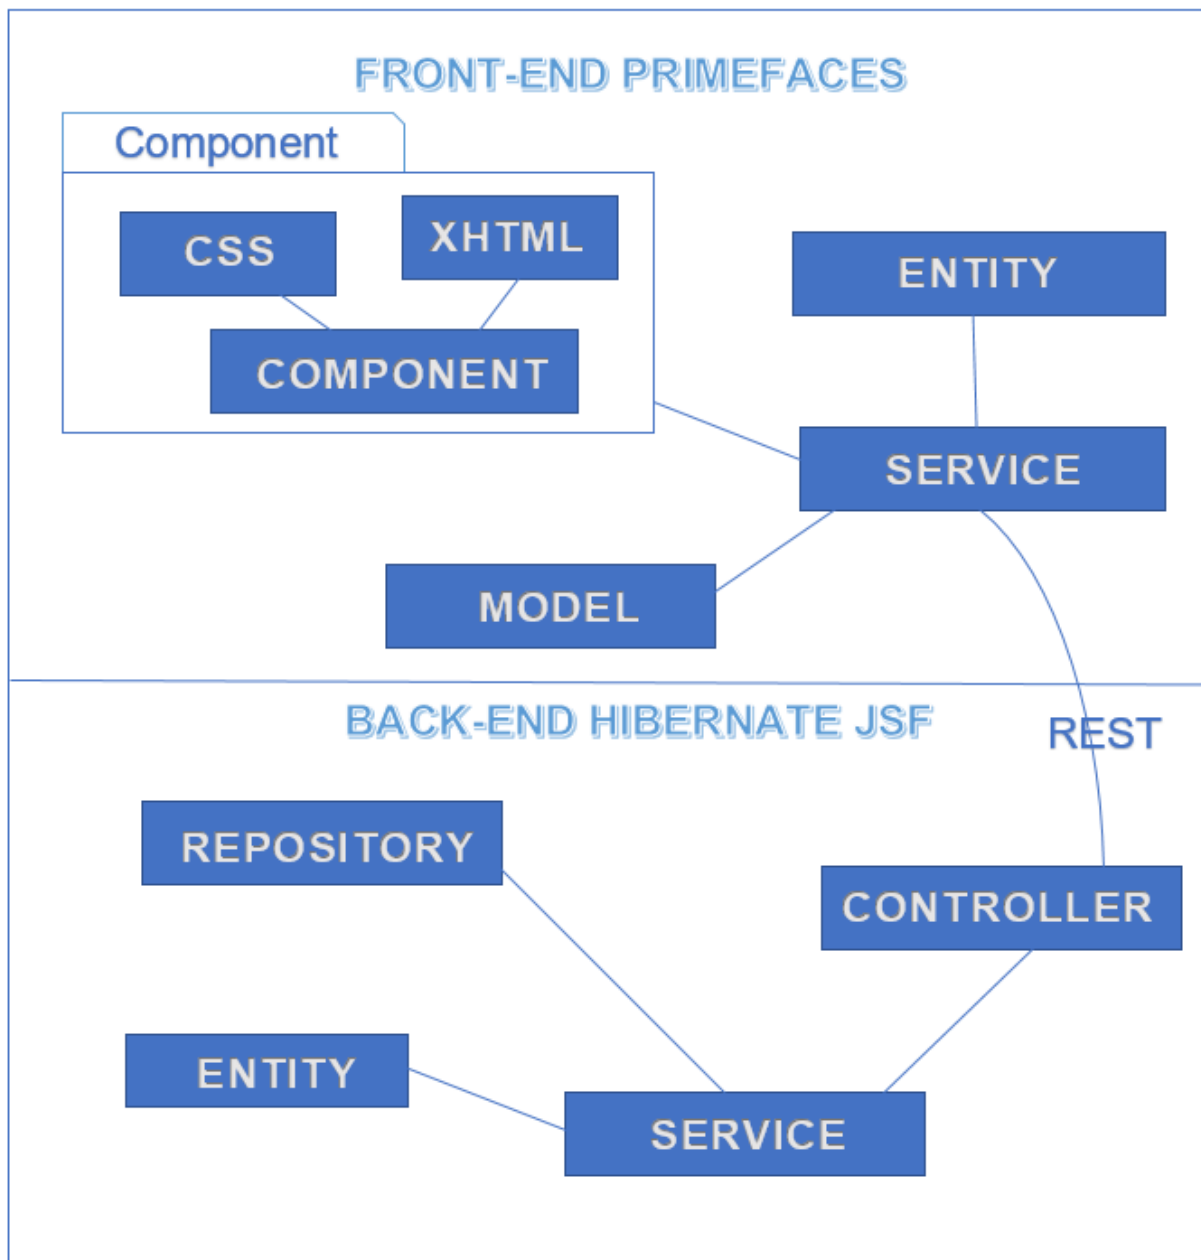 FRONT-END PRIMEFACES
Component
CSS
XHTML
COMPONENT
ENTITY
SERVICE
MODEL
BACK-END HIBERNATE JSF
REST
REPOSITORY
CONTROLLER
ENTITY
SERVICE